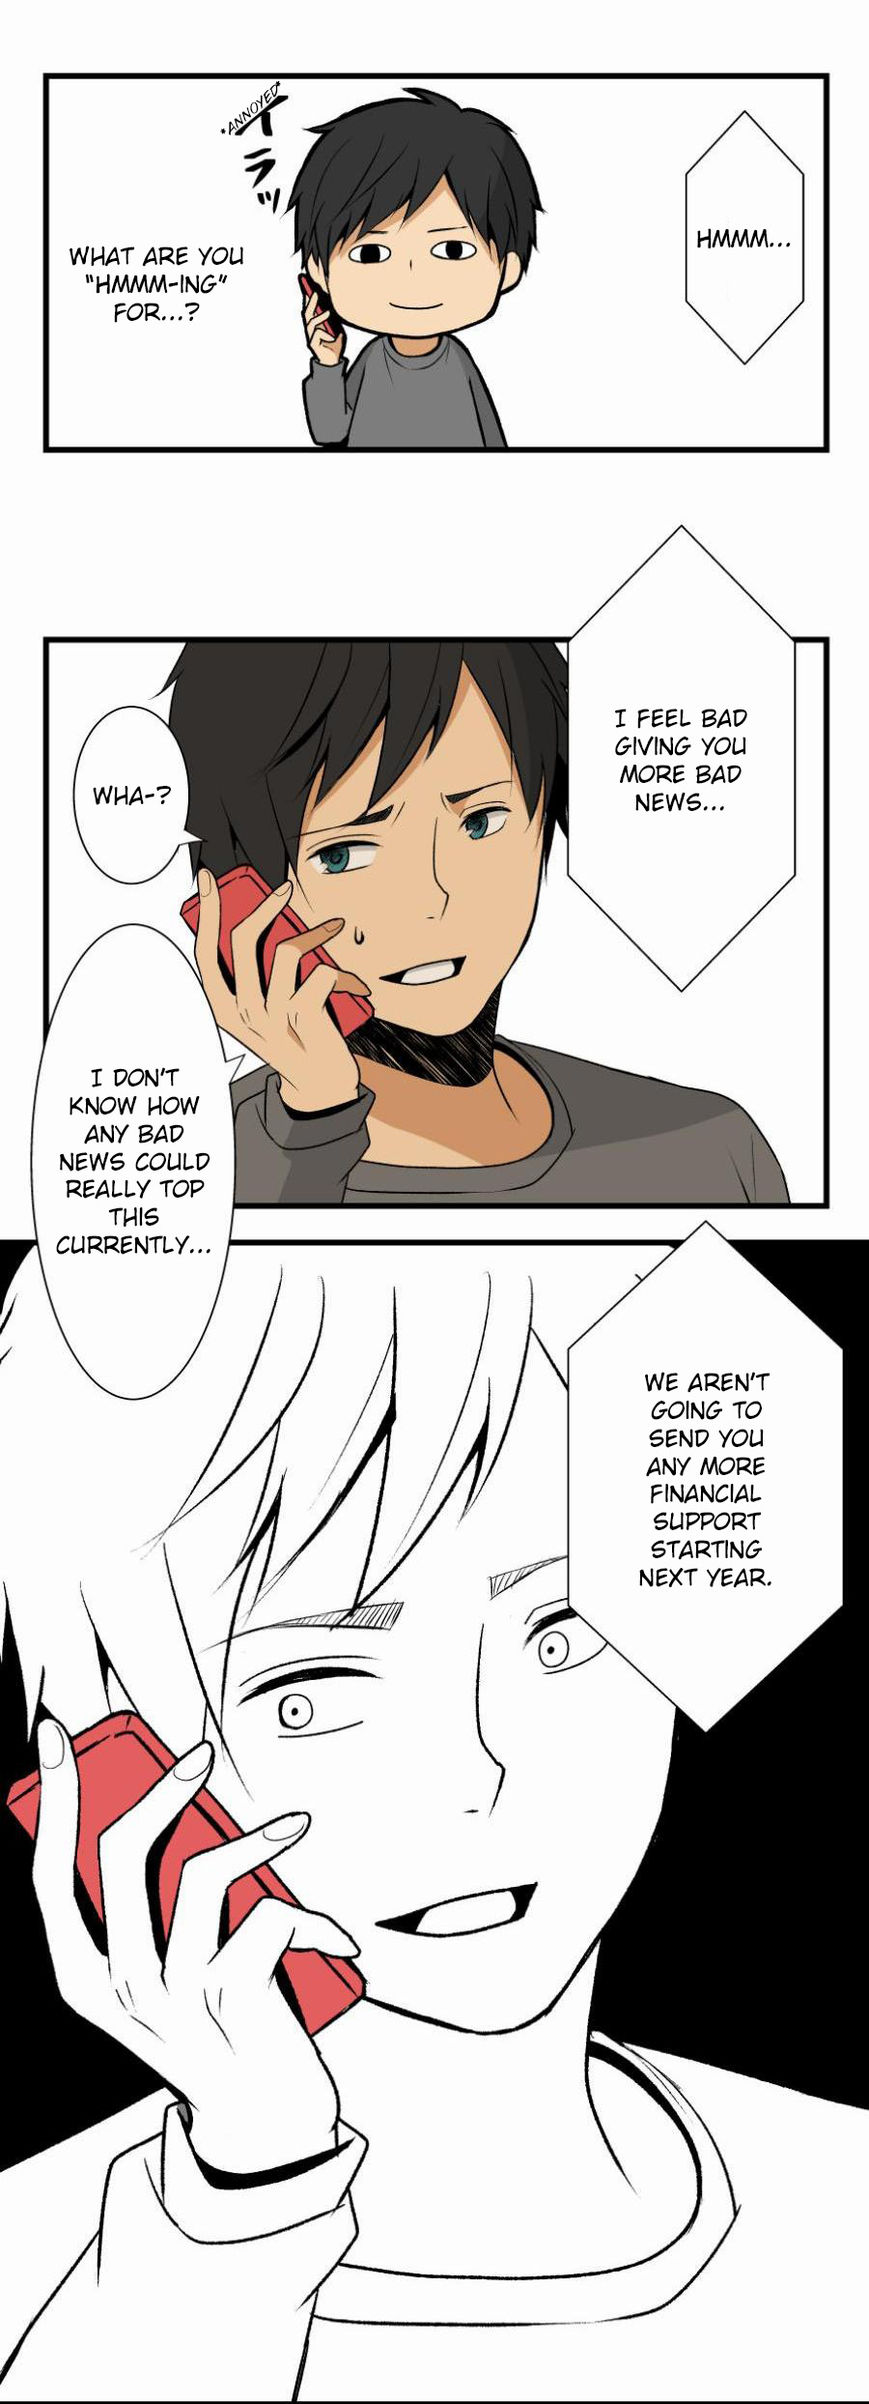 HMMM...
*ANNOYED*
イラッ
WHAT ARE YOU
"HMMM-ING"
FOR...?
I FEEL BAD
GIVING YOU
MORE BAD
NEWS...
WHA-?
I DON'T
KNOW HOW
ANY BAD
NEWS COULD
REALLY TOP
THIS
CURRENTLY...
WE AREN'T
GOING TO
SEND YOU
ANY MORE
FINANCIAL
SUPPORT
STARTING
NEXT YEAR.